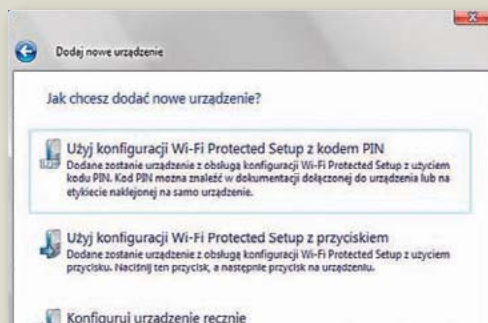 Dodaj nowe urządzenie
Jak chcesz dodać nowe urządzenie?
Użyj konfiguracji Wi-Fi Protected Setup z kodem PIN
Dodane zostanie urządzenie z obsługą konfiguracji Wi-Fi Protected Setup z użyciem
kodu PIN. Kod PIN można znaleźć w dokumentacji dołączonej do urządzenia lub na
etykiecie naklejonej na samo urządzenie.
Użyj konfiguracji Wi-Fi Protected Setup z przyciskiem
Dodane zostanie urządzenie z obsługą konfiguracji Wi-Fi Protected Setup z użyciem
przycisku. Naciśnij ten przycisk, a następnie przycisk na urządzeniu.
Konfiguruj urządzenie ręcznie